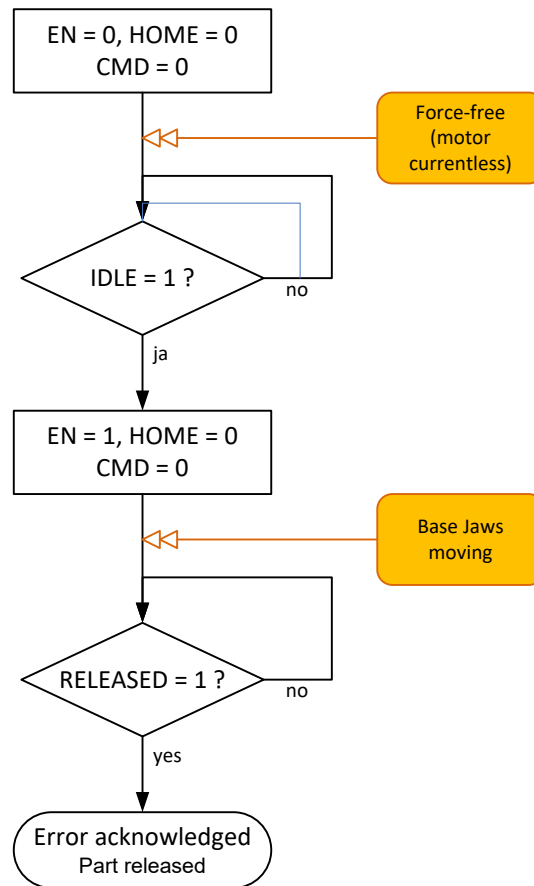 EN = 0, HOME = 0
CMD = 0
Force-free
(motor
currentless)
IDLE = 1 ?
no
ja
EN = 1, HOME = 0
CMD = 0
Base Jaws
moving
RELEASED = 1 ?
no
yes
Error acknowledged
Part released